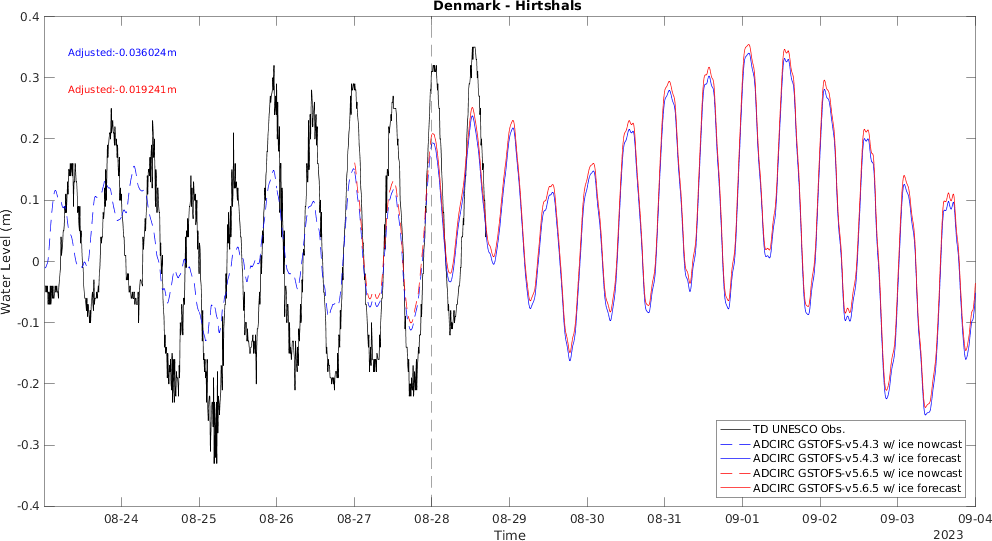 Denmark - Hirtshals
Adjusted:-0.036024m
Adjusted:-0.019241m
Water Level (m)
0.4
0.3
0.2
0.1
0
-0.1
-0.2
-0.3
-0.4
TD UNESCO Obs.
ADCIRC GSTOFS-v5.4.3 w/ ice nowcast
ADCIRC GSTOFS-v5.4.3 w/ ice forecast
ADCIRC GSTOFS-v5.6.5 w/ ice nowcast
ADCIRC GSTOFS-v5.6.5 w/ ice forecast
08-24 08-25 08-26 08-27 08-28 08-29 08-30 08-31 09-01 09-02 09-03 09-04
Time
2023